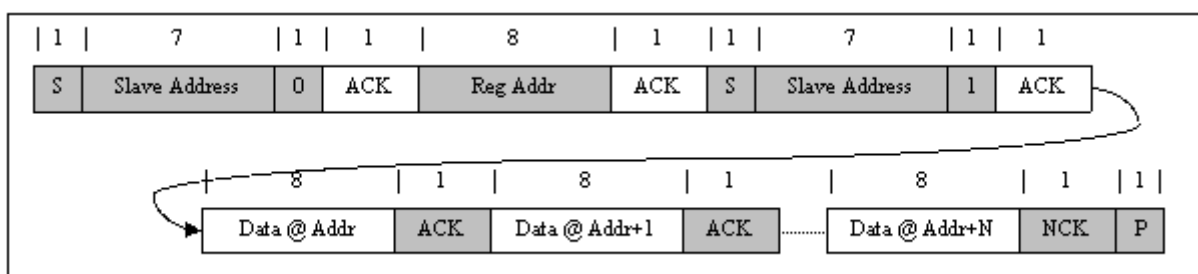 | 1 | 7 | 1 | 1 | 8 | 1 | 1 | 7 | 1 | 1
S Slave Address 0 ACK Reg Addr ACK S Slave Address 1 ACK
| 8 | 1 | 8 | 1 | 8 | 1 | 1 |
Data @ Addr ACK Data @ Addr+1 ACK ........... Data @ Addr+N NCK P